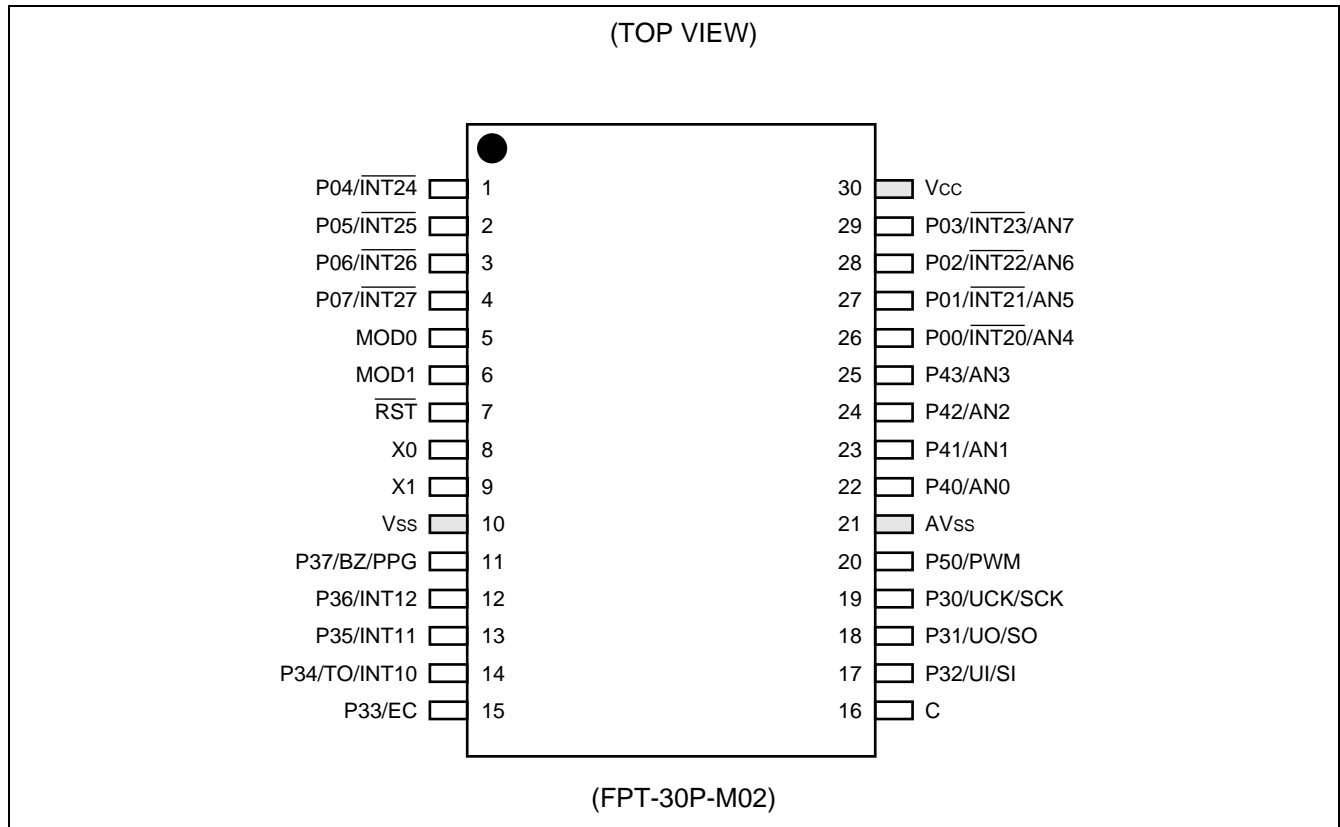 (TOP VIEW)
P04/INT24 1 30 Vcc
P05/INT25 2 29 P03/INT23/AN7
P06/INT26 3 28 P02/INT22/AN6
P07/INT27 4 27 P01/INT21/AN5
MOD0 5 26 P00/INT20/AN4
MOD1 6 25 P43/AN3
RST 7 24 P42/AN2
X0 8 23 P41/AN1
X1 9 22 P40/AN0
Vss 10 21 AVss
P37/BZ/PPG 11 20 P50/PWM
P36/INT12 12 19 P30/UCK/SCK
P35/INT11 13 18 P31/UO/SO
P34/TO/INT10 14 17 P32/UI/SI
P33/EC 15 16 C
(FPT-30P-M02)